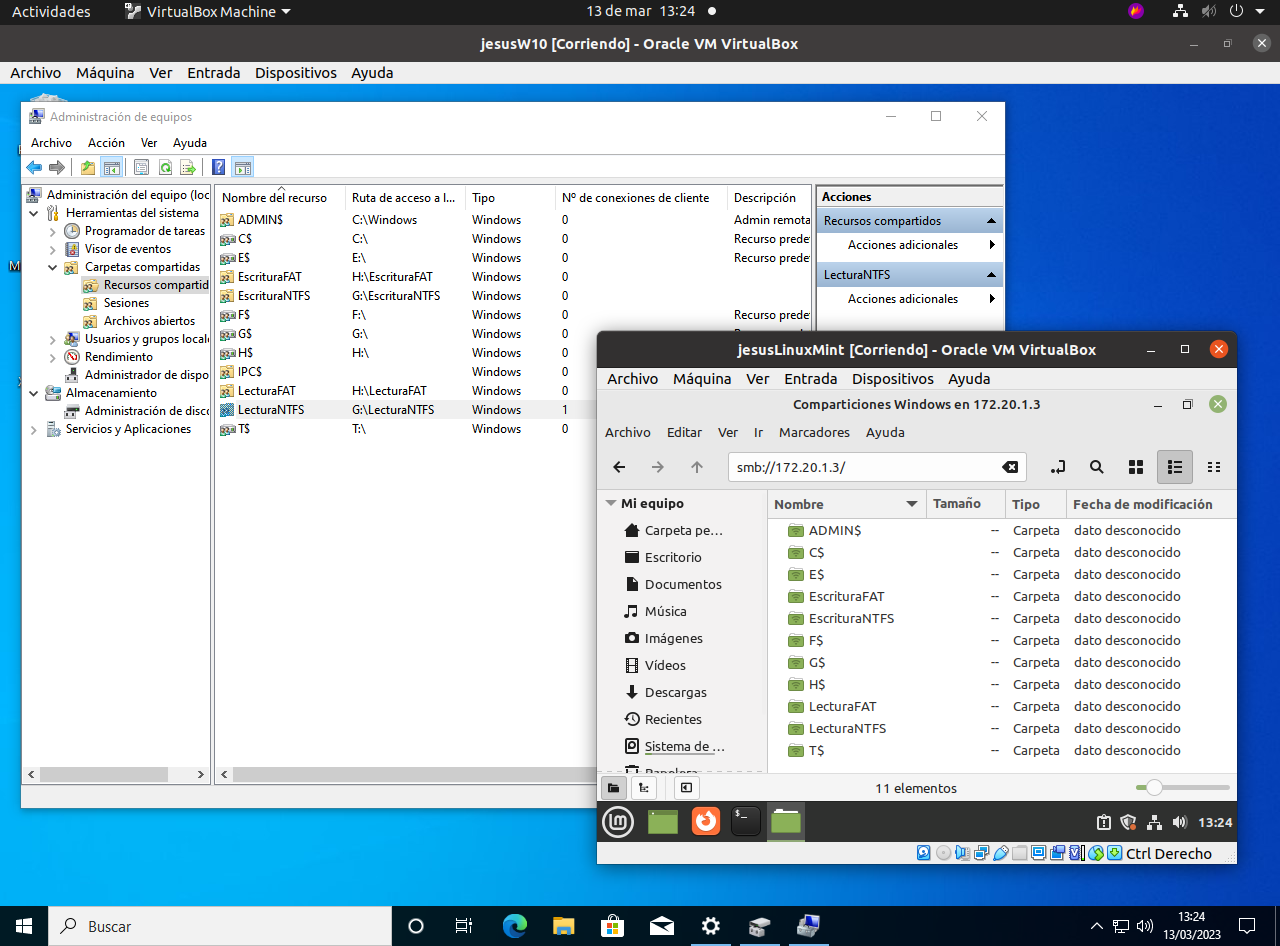 Actividades VirtualBox Machine 13 de mar 13:24
jesusW10 [Corriendo] - Oracle VM VirtualBox
Archivo Máquina Ver Entrada Dispositivos Ayuda
Administración de equipos
Archivo Acción Ver Ayuda
Administración del equipo (loc
Herramientas del sistema
Programador de tareas
Visor de eventos
Carpetas compartidas
Recursos compartid
Sesiones
Archivos abiertos
Usuarios y grupos locale
Rendimiento
Administrador de dispo
Almacenamiento
Administración de disco
Servicios y Aplicaciones
Nombre del recurso Ruta de acceso a l... Tipo Nº de conexiones de cliente Descripción
ADMIN$ C:\Windows Windows 0 Admin remota
C$ C:\ Windows 0 Recurso prede
E$ E:\ Windows 0 Recurso prede
EscrituraFAT H:\EscrituraFAT Windows 0
EscrituraNTFS G:\EscrituraNTFS Windows 0
F$ F:\ Windows 0 Recurso prede
G$ G:\ Windows 0
H$ H:\ Windows 0
IPC$ Windows 0
LecturaFAT H:\LecturaFAT Windows 0
LecturaNTFS G:\LecturaNTFS Windows 1
T$ T:\ Windows 0
Acciones
Recursos compartidos
Acciones adicionales
LecturaNTFS
Acciones adicionales
jesusLinuxMint [Corriendo] - Oracle VM VirtualBox
Archivo Máquina Ver Entrada Dispositivos Ayuda
Comparticiones Windows en 172.20.1.3
Archivo Editar Ver Ir Marcadores Ayuda
smb://172.20.1.3/
Mi equipo
Carpeta pe…
Escritorio
Documentos
Música
Imágenes
Vídeos
Descargas
Recientes
Sistema de …
Papelera
Nombre Tamaño Tipo Fecha de modificación
ADMIN$ -- Carpeta dato desconocido
C$ -- Carpeta dato desconocido
E$ -- Carpeta dato desconocido
EscrituraFAT -- Carpeta dato desconocido
EscrituraNTFS -- Carpeta dato desconocido
F$ -- Carpeta dato desconocido
G$ -- Carpeta dato desconocido
H$ -- Carpeta dato desconocido
LecturaFAT -- Carpeta dato desconocido
LecturaNTFS -- Carpeta dato desconocido
T$ -- Carpeta dato desconocido
11 elementos
13:24
Ctrl Derecho
Buscar
13:24
13/03/2023